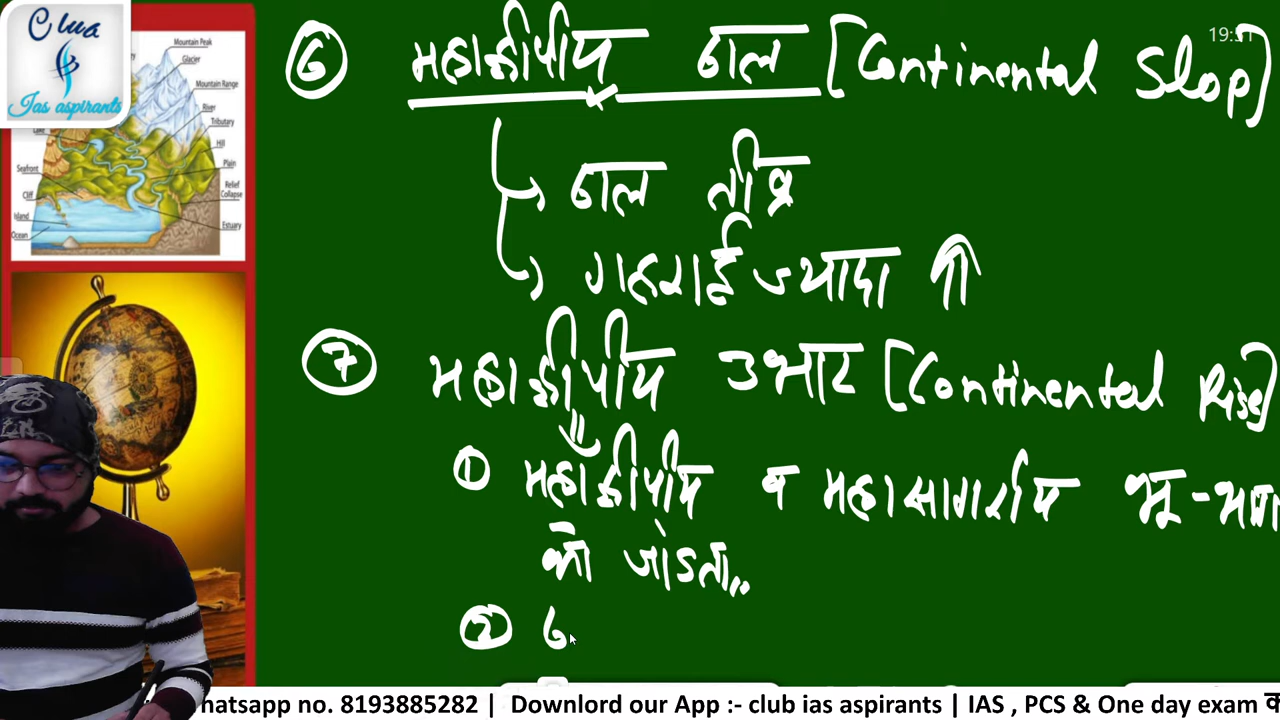 Club
Ias aspirants
Mountain Peak
Glacier
Mountain Range
River
Tributary
Hill
Plain
Relief
Collapse
Estuary
Lake
Seafront
Cliff
Island
Ocean
19:51
6 महाद्वीपीय ढाल [Continental Slop]
ढाल तीव्र
गहराई ज्यादा ⇑
7 महाद्वीपीय उभार [Continental Rise]
1 महाद्वीपीय व महासागरीय भू-भाग
को जोडता..
2
hatsapp no. 8193885282 | Downlord our App :- club ias aspirants | IAS , PCS & One day exam व